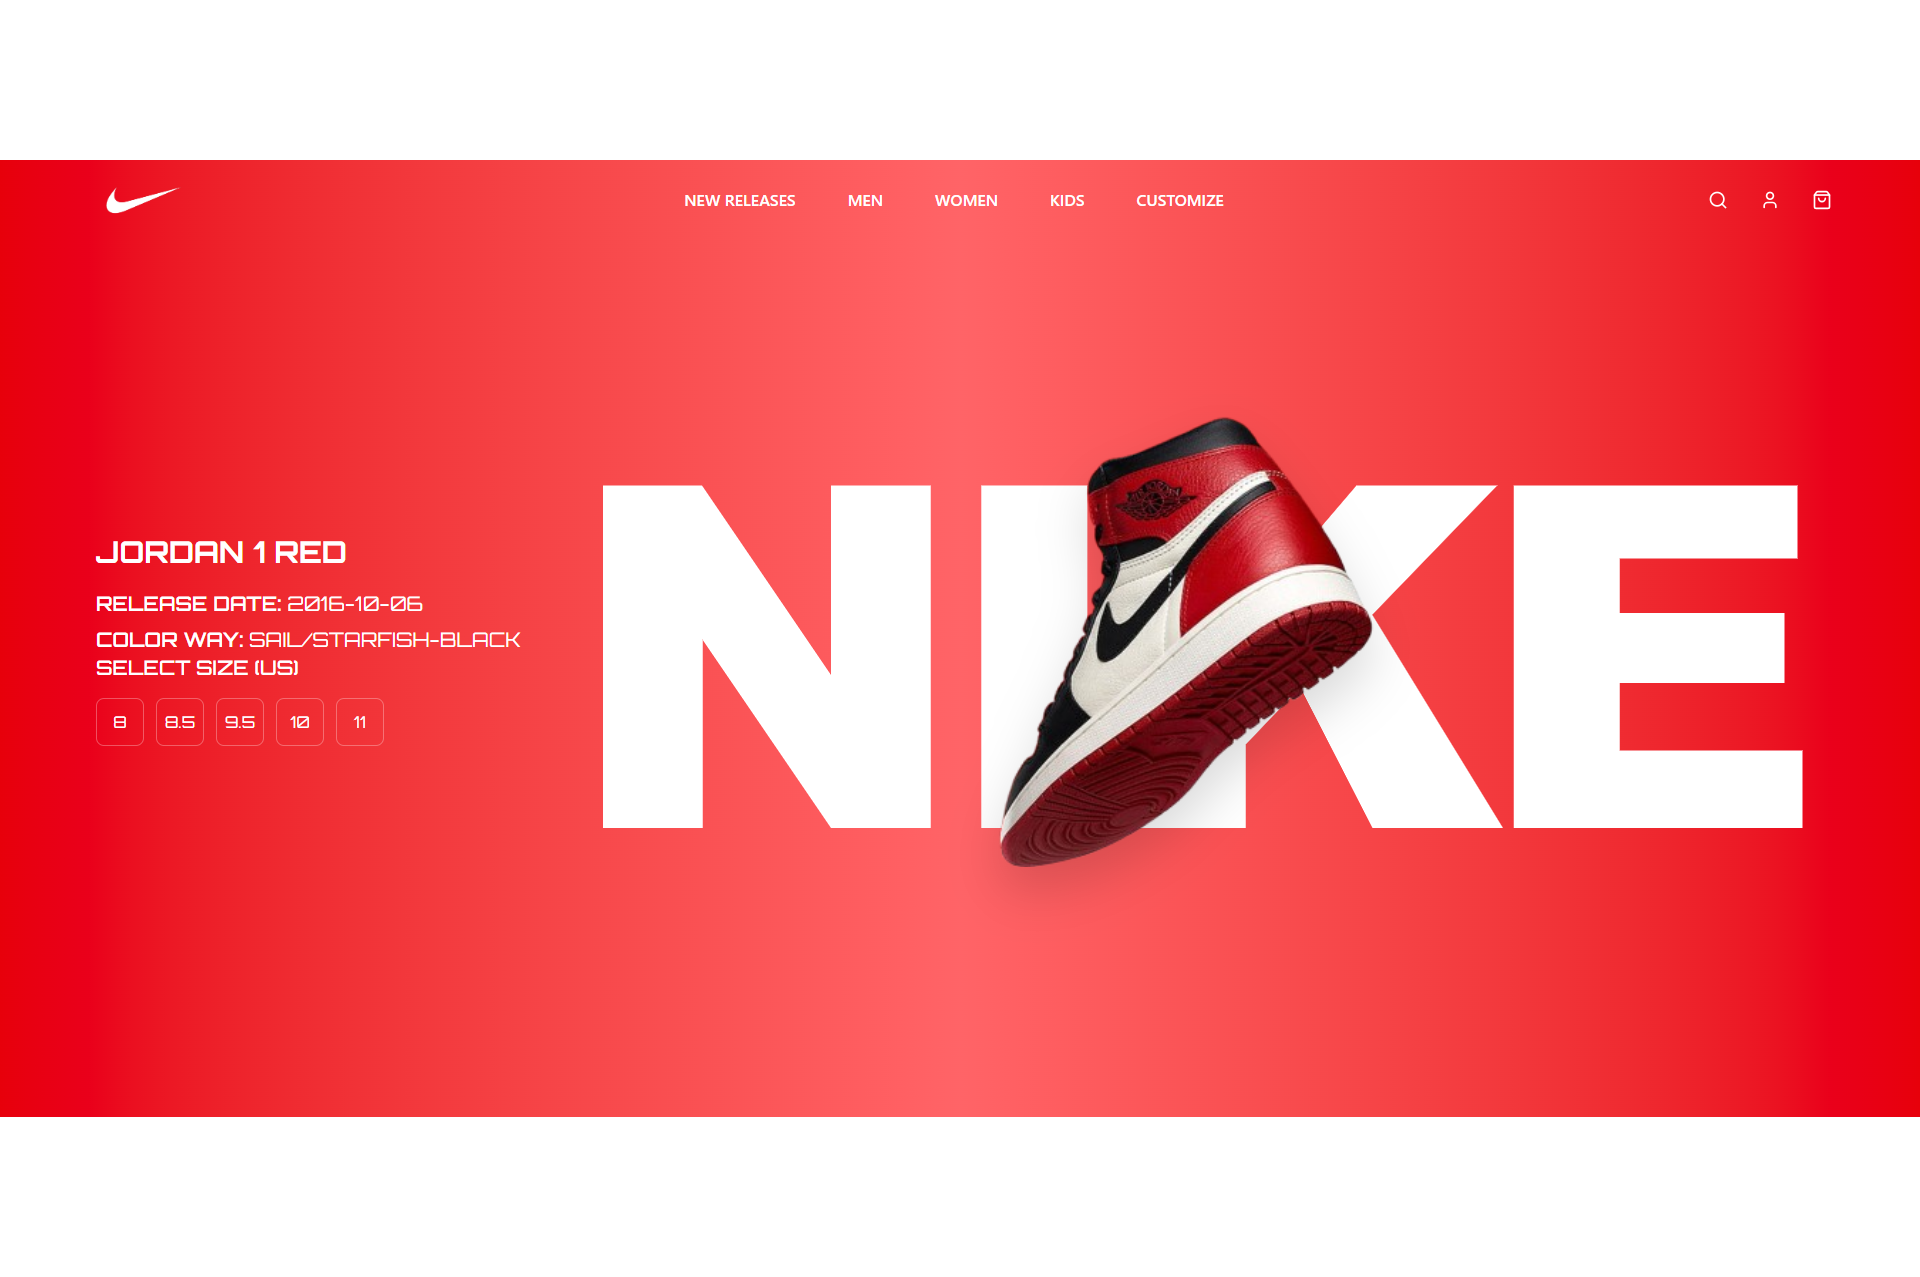 NEW RELEASES MEN WOMEN KIDS CUSTOMIZE
NIKE
JORDAN 1 RED
RELEASE DATE: 2016-10-06
COLOR WAY: SAIL/STARFISH-BLACK
SELECT SIZE (US)
8 8.5 9.5 10 11